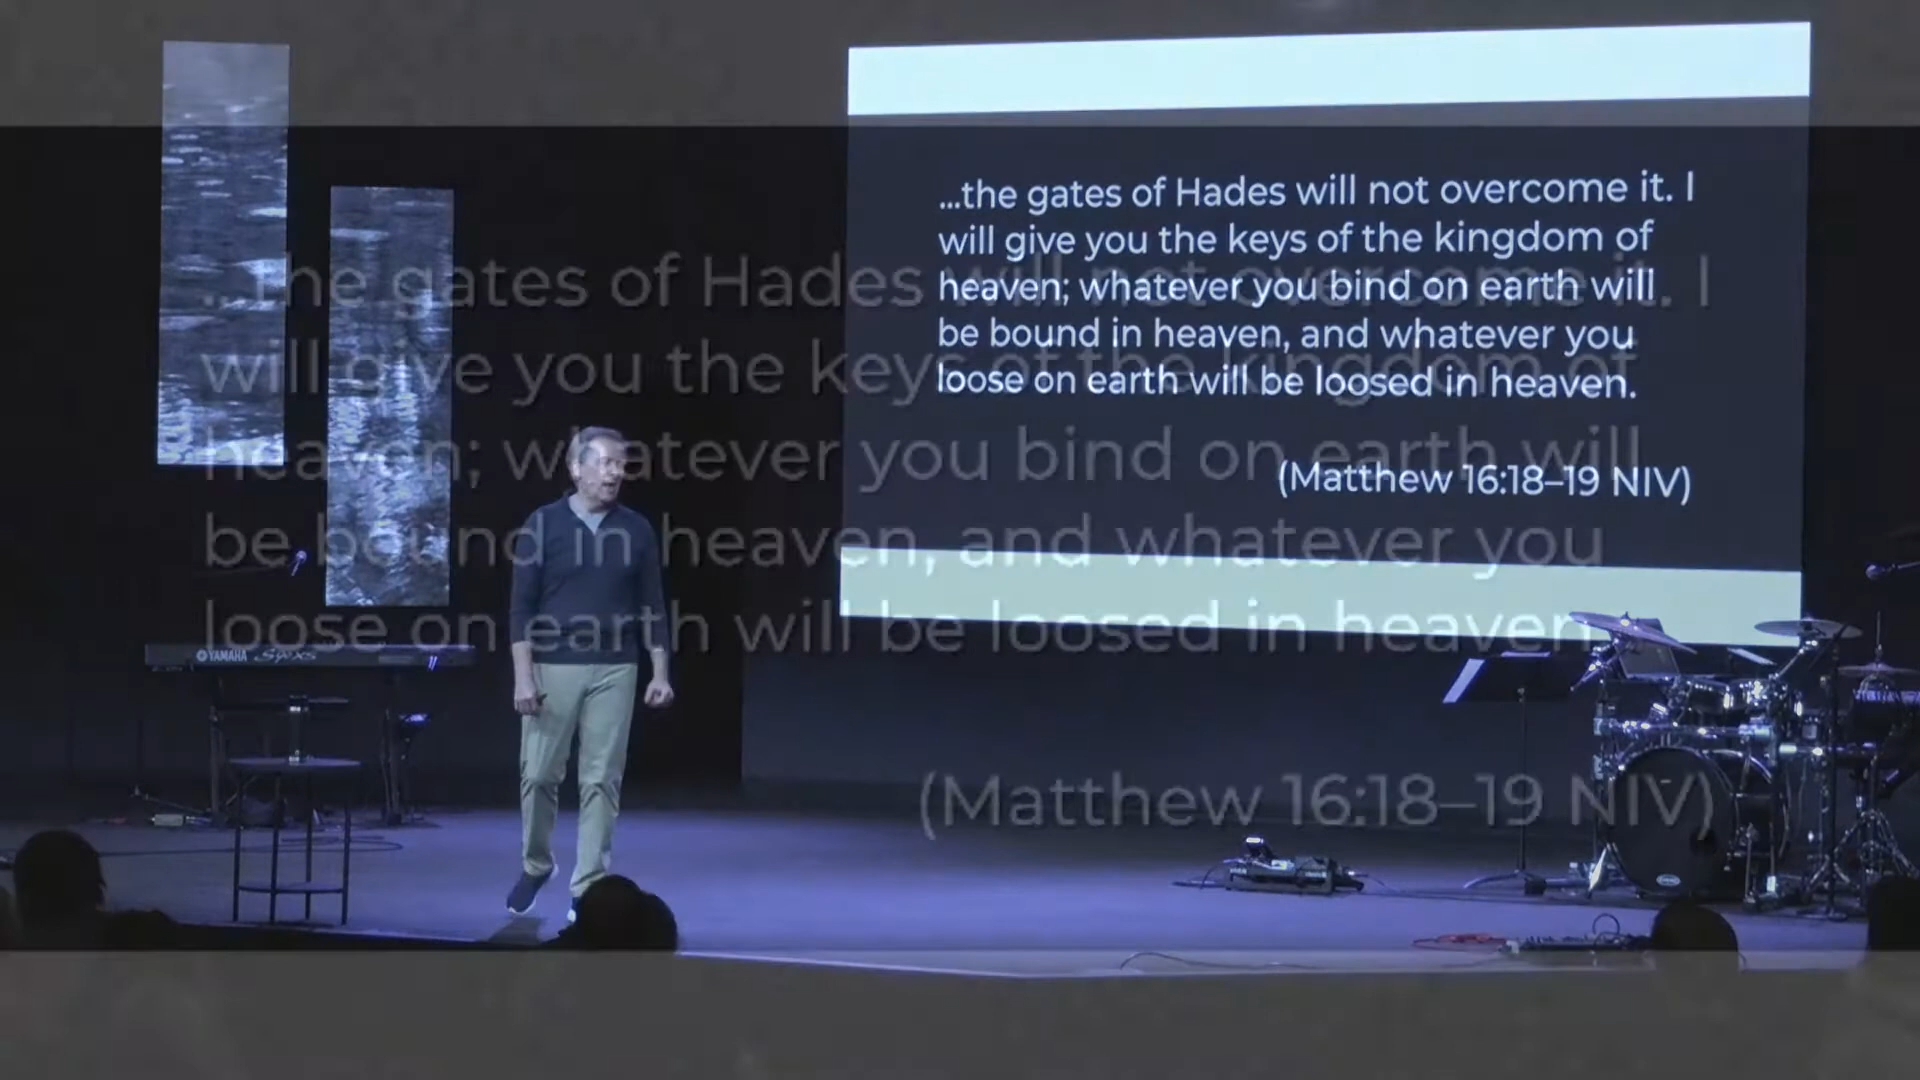 ...the gates of Hades will not overcome it. I
will give you the keys of the kingdom of
heaven; whatever you bind on earth will
be bound in heaven, and whatever you
loose on earth will be loosed in heaven.
(Matthew 16:18–19 NIV)
...the gates of Hades will not overcome it. I
will give you the keys of the kingdom of
heaven; whatever you bind on earth will
be bound in heaven, and whatever you
loose on earth will be loosed in heaven.
(Matthew 16:18–19 NIV)
YAMAHA